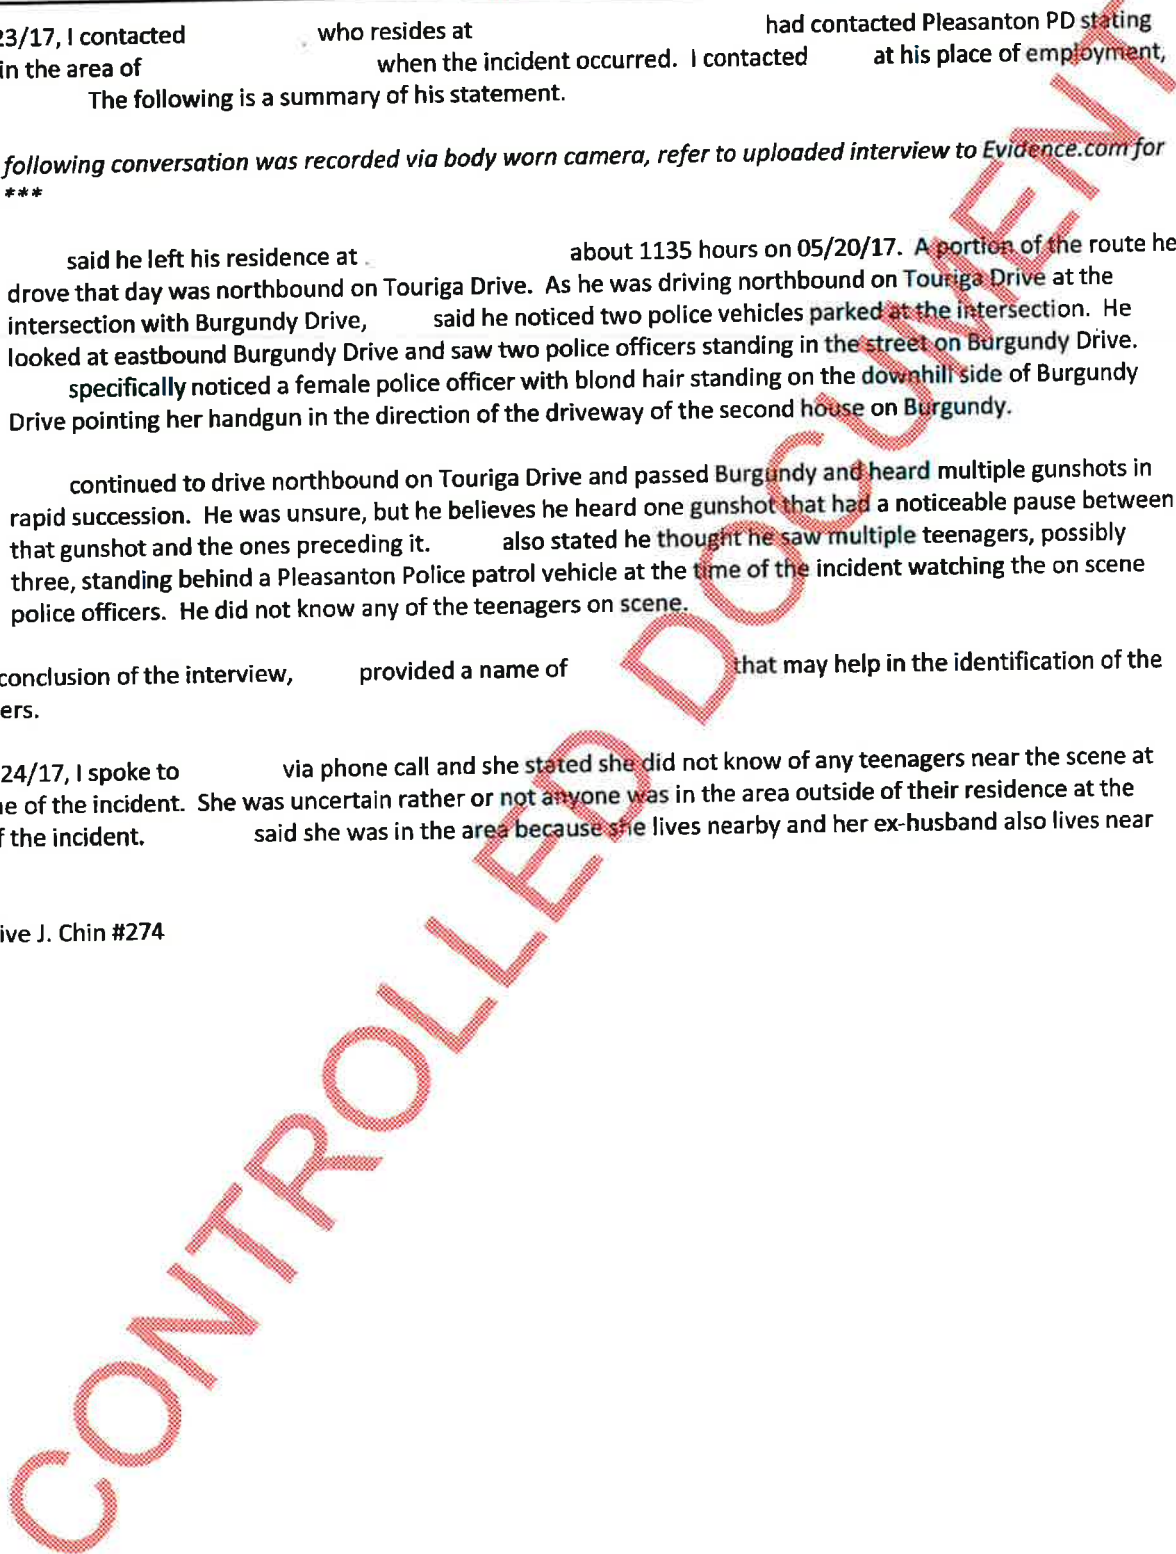 23/17, I contacted who resides at had contacted Pleasanton PD stating
in the area of when the incident occurred. I contacted at his place of employment,
The following is a summary of his statement.
following conversation was recorded via body worn camera, refer to uploaded interview to Evidence.com for
***
said he left his residence at about 1135 hours on 05/20/17. A portion of the route he
drove that day was northbound on Touriga Drive. As he was driving northbound on Touriga Drive at the
intersection with Burgundy Drive, said he noticed two police vehicles parked at the intersection. He
looked at eastbound Burgundy Drive and saw two police officers standing in the street on Burgundy Drive.
specifically noticed a female police officer with blond hair standing on the downhill side of Burgundy
Drive pointing her handgun in the direction of the driveway of the second house on Burgundy.
continued to drive northbound on Touriga Drive and passed Burgundy and heard multiple gunshots in
rapid succession. He was unsure, but he believes he heard one gunshot that had a noticeable pause between
that gunshot and the ones preceding it. also stated he thought he saw multiple teenagers, possibly
three, standing behind a Pleasanton Police patrol vehicle at the time of the incident watching the on scene
police officers. He did not know any of the teenagers on scene.
conclusion of the interview, provided a name of that may help in the identification of the
ers.
24/17, I spoke to via phone call and she stated she did not know of any teenagers near the scene at
e of the incident. She was uncertain rather or not anyone was in the area outside of their residence at the
f the incident. said she was in the area because she lives nearby and her ex-husband also lives near
ive J. Chin #274
CONTROLLED DOCUMENT